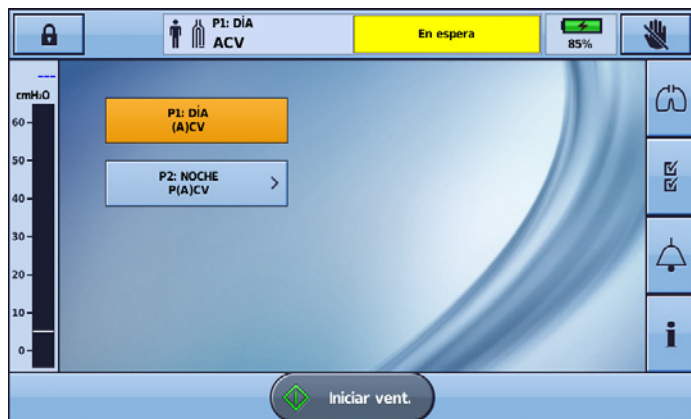 P1: DÍA
ACV
En espera
85%
---
cmH₂O
60
50
40
30
20
10
0
P1: DÍA
(A)CV
P2: NOCHE
P(A)CV
i
Iniciar vent.